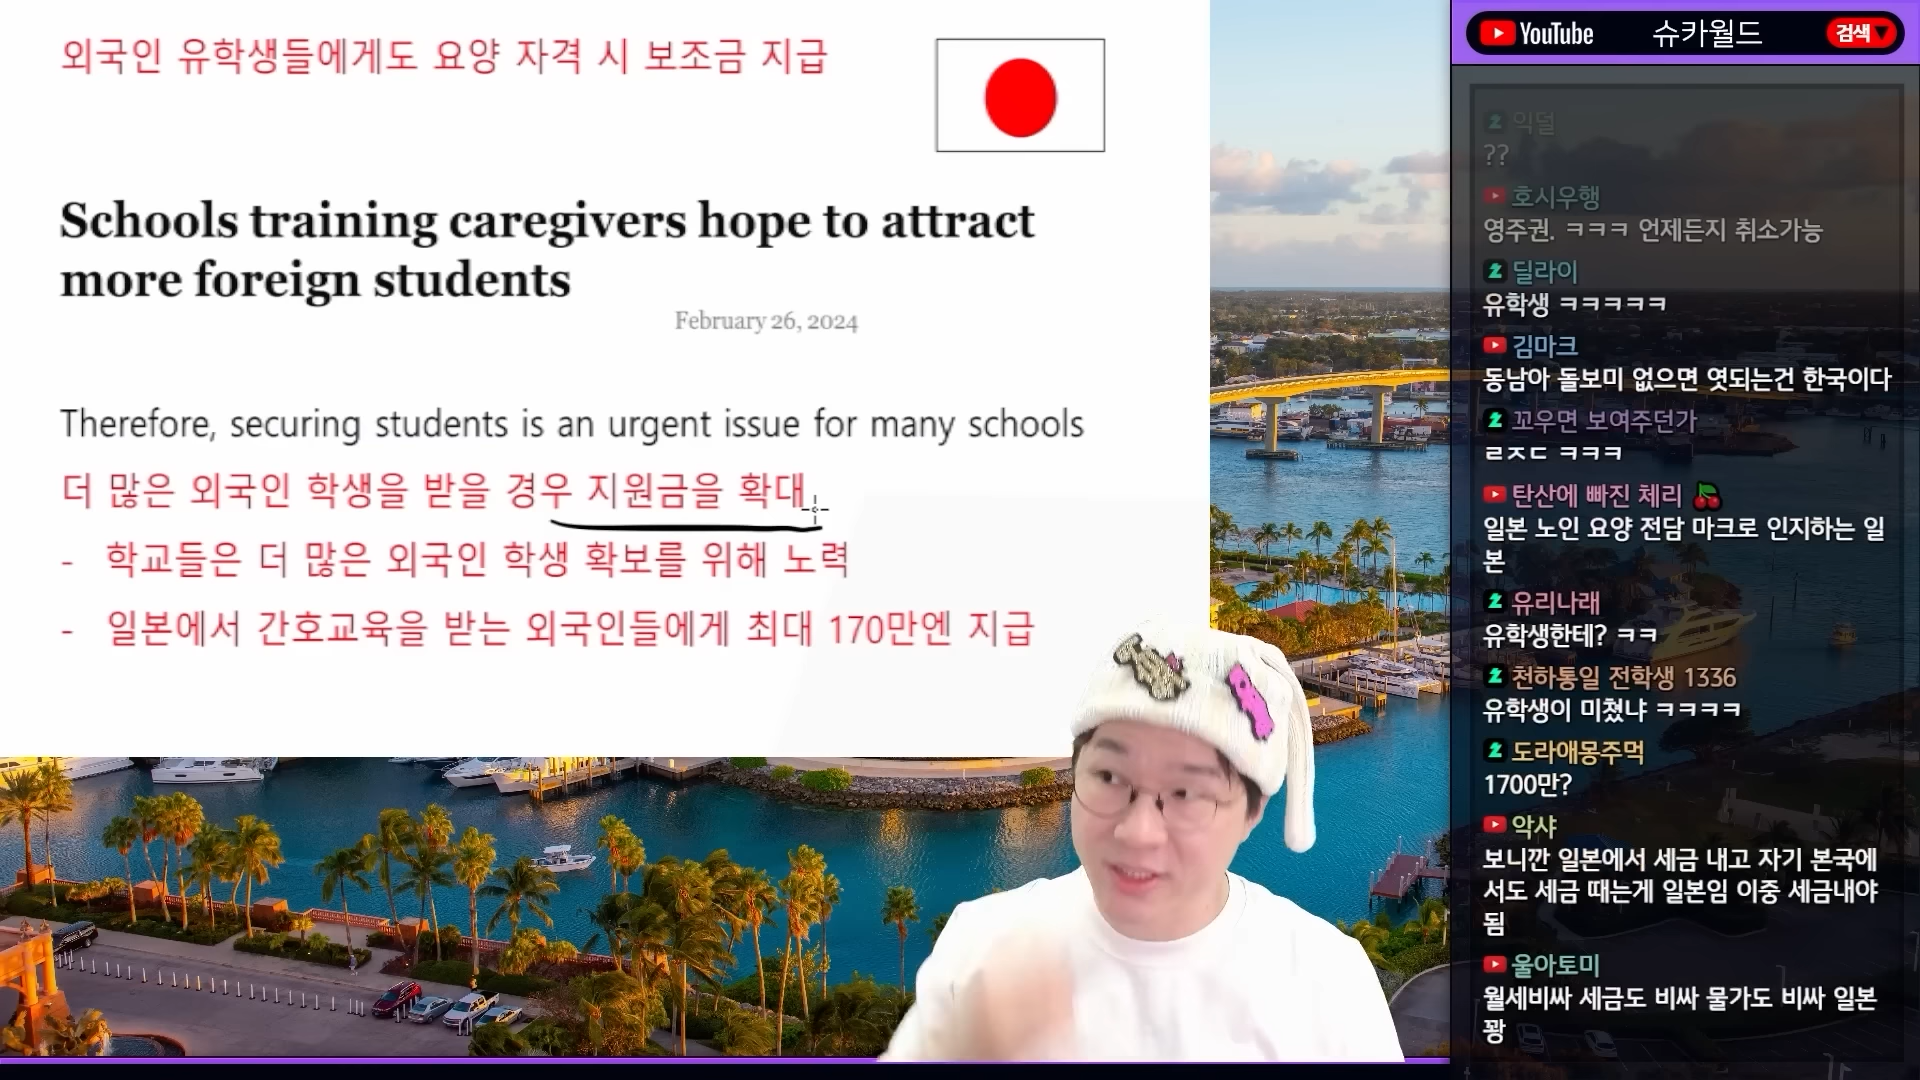 외국인 유학생들에게도 요양 자격 시 보조금 지급
Schools training caregivers hope to attract
more foreign students
February 26, 2024
Therefore, securing students is an urgent issue for many schools
더 많은 외국인 학생을 받을 경우 지원금을 확대
- 학교들은 더 많은 외국인 학생 확보를 위해 노력
- 일본에서 간호교육을 받는 외국인들에게 최대 170만엔 지급
YouTube 슈카월드 검색
익덜
??
호시우행
영주권. ㅋㅋㅋ 언제든지 취소가능
딜라이
유학생 ㅋㅋㅋㅋㅋ
김마크
동남아 돌보미 없으면 엿되는건 한국이다
꼬우면 보여주던가
ㄹㅈㄷ ㅋㅋㅋ
탄산에 빠진 체리
일본 노인 요양 전담 마크로 인지하는 일
본
유리나래
유학생한테? ㅋㅋ
천하통일 전학생 1336
유학생이 미쳤냐 ㅋㅋㅋㅋ
도라애몽주먹
1700만?
악샤
보니깐 일본에서 세금 내고 자기 본국에
서도 세금 때는게 일본임 이중 세금내야
됨
울아토미
월세비싸 세금도 비싸 물가도 비싸 일본
꽝